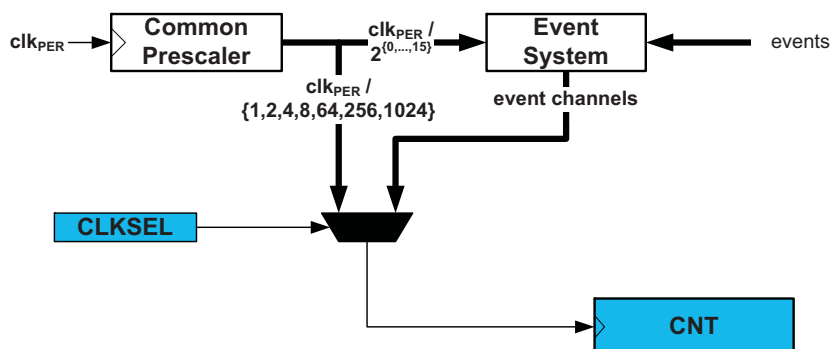 clkPER
Common
Prescaler
clkPER /
2{0,...,15}
Event
System
events
clkPER /
{1,2,4,8,64,256,1024}
event channels
CLKSEL
CNT